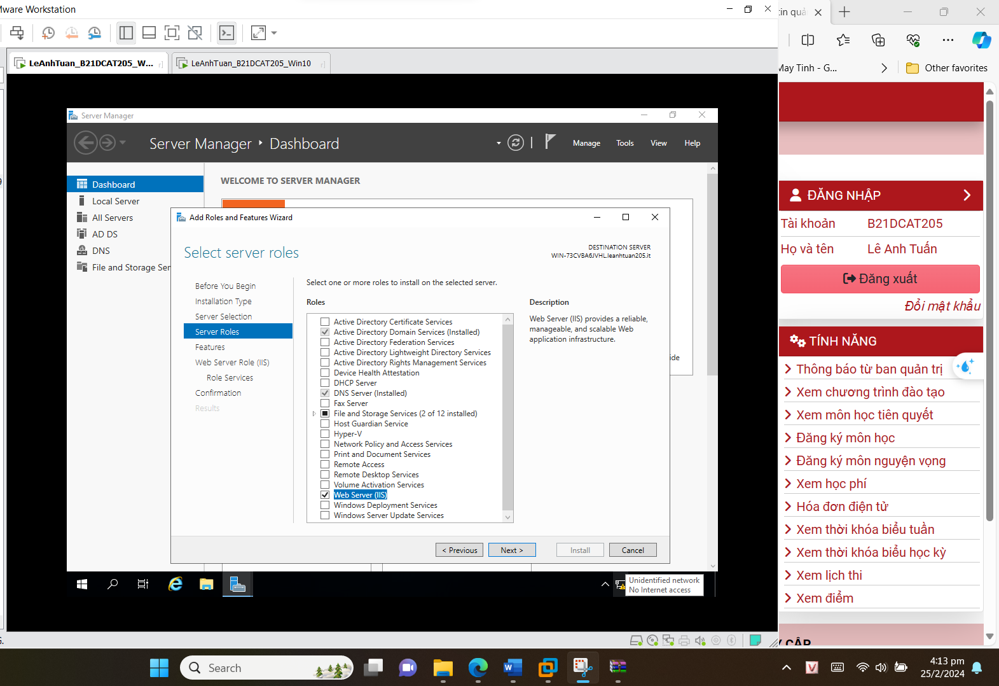 Mware Workstation
LeAnhTuan_B21DCAT205_W...
LeAnhTuan_B21DCAT205_Win10
Server Manager
Server Manager ‣ Dashboard
Manage
Tools
View
Help
Dashboard
Local Server
All Servers
AD DS
DNS
File and Storage Ser
WELCOME TO SERVER MANAGER
ide
Add Roles and Features Wizard
Select server roles
DESTINATION SERVER
WIN-73CVBA6JVHL.leanhtuan205.it
Before You Begin
Installation Type
Server Selection
Server Roles
Features
Web Server Role (IIS)
Role Services
Confirmation
Results
Select one or more roles to install on the selected server.
Roles
Active Directory Certificate Services
Active Directory Domain Services (Installed)
Active Directory Federation Services
Active Directory Lightweight Directory Services
Active Directory Rights Management Services
Device Health Attestation
DHCP Server
DNS Server (Installed)
Fax Server
File and Storage Services (2 of 12 installed)
Host Guardian Service
Hyper-V
Network Policy and Access Services
Print and Document Services
Remote Access
Remote Desktop Services
Volume Activation Services
Web Server (IIS)
Windows Deployment Services
Windows Server Update Services
Description
Web Server (IIS) provides a reliable,
manageable, and scalable Web
application infrastructure.
< Previous
Next >
Install
Cancel
Unidentified network
No Internet access
tin quả
May Tinh - G...
Other favorites
ĐĂNG NHẬP
Tài khoản B21DCAT205
Họ và tên Lê Anh Tuấn
Đăng xuất
Đổi mật khẩu
TÍNH NĂNG
Thông báo từ ban quản trị
Xem chương trình đào tạo
Xem môn học tiên quyết
Đăng ký môn học
Đăng ký môn nguyện vọng
Xem học phí
Hóa đơn điện tử
Xem thời khóa biểu tuần
Xem thời khóa biểu học kỳ
Xem lịch thi
Xem điểm
Search
4:13 pm
25/2/2024